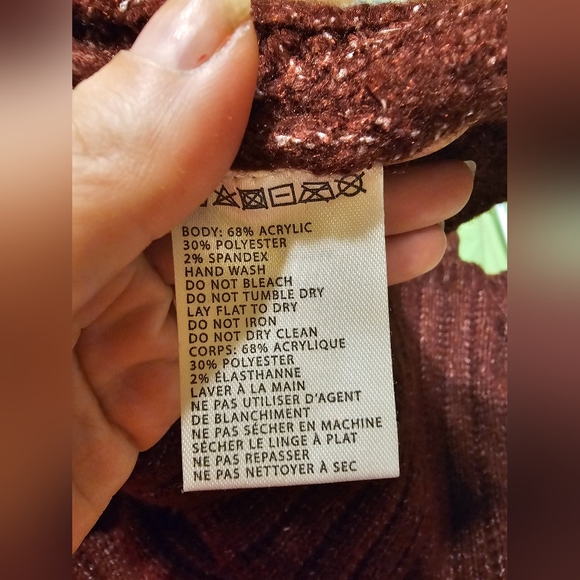 BODY: 68% ACRYLIC
30% POLYESTER
2% SPANDEX
HAND WASH
DO NOT BLEACH
DO NOT TUMBLE DRY
LAY FLAT TO DRY
DO NOT IRON
DO NOT DRY CLEAN
CORPS: 68% ACRYLIQUE
30% POLYESTER
2% ÉLASTHANNE
LAVER À LA MAIN
NE PAS UTILISER D'AGENT
DE BLANCHIMENT
NE PAS SÉCHER EN MACHINE
SÉCHER LE LINGE À PLAT
NE PAS REPASSER
NE PAS NETTOYER À SEC